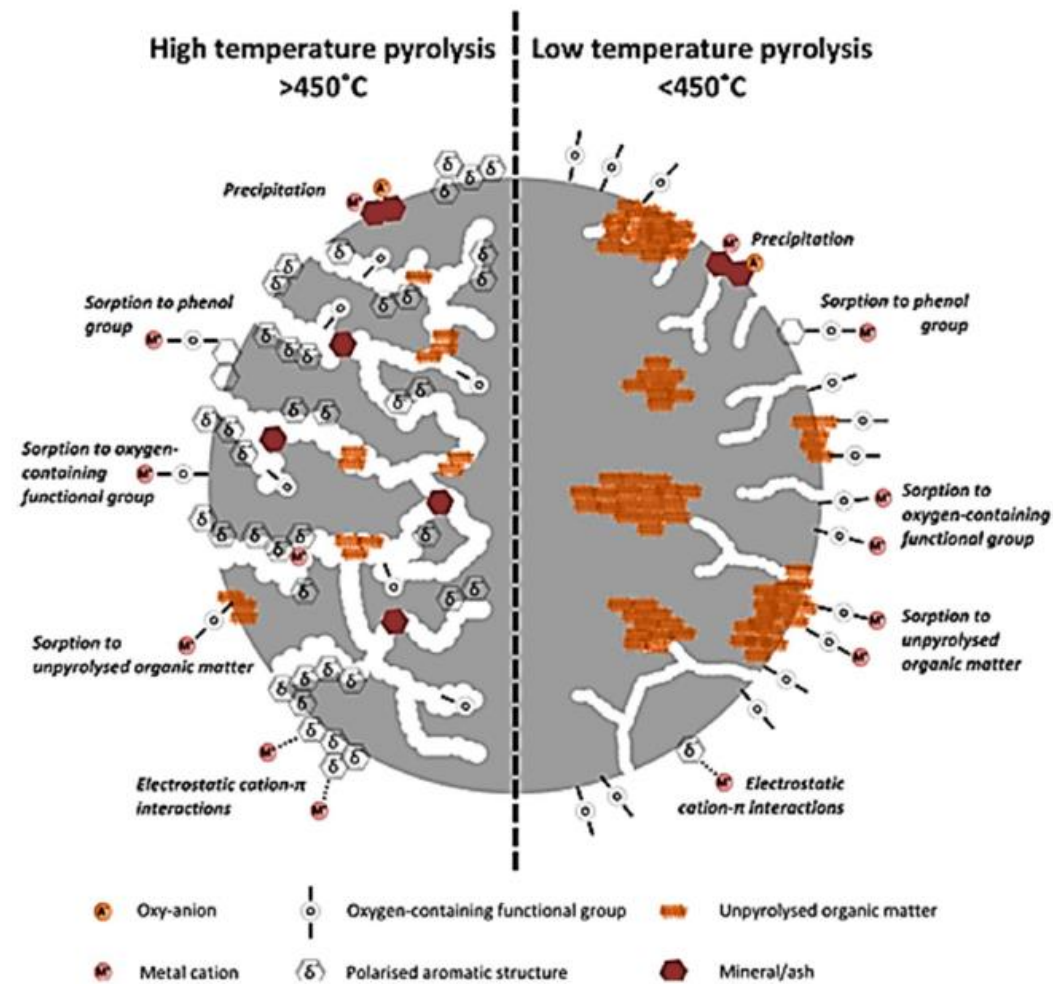 High temperature pyrolysis
>450°C
Low temperature pyrolysis
<450°C
Precipitation
Sorption to phenol
group
Sorption to oxygen-
containing
functional group
Sorption to
unpyrolysed organic matter
Electrostatic cation-π
interactions
Precipitation
Sorption to phenol
group
Sorption to
oxygen-containing
functional group
Sorption to
unpyrolysed
organic matter
Electrostatic
cation-π interactions
A⁻ Oxy-anion
O Oxygen-containing functional group
Unpyrolysed organic matter
M⁺ Metal cation
δ⁻ Polarised aromatic structure
Mineral/ash